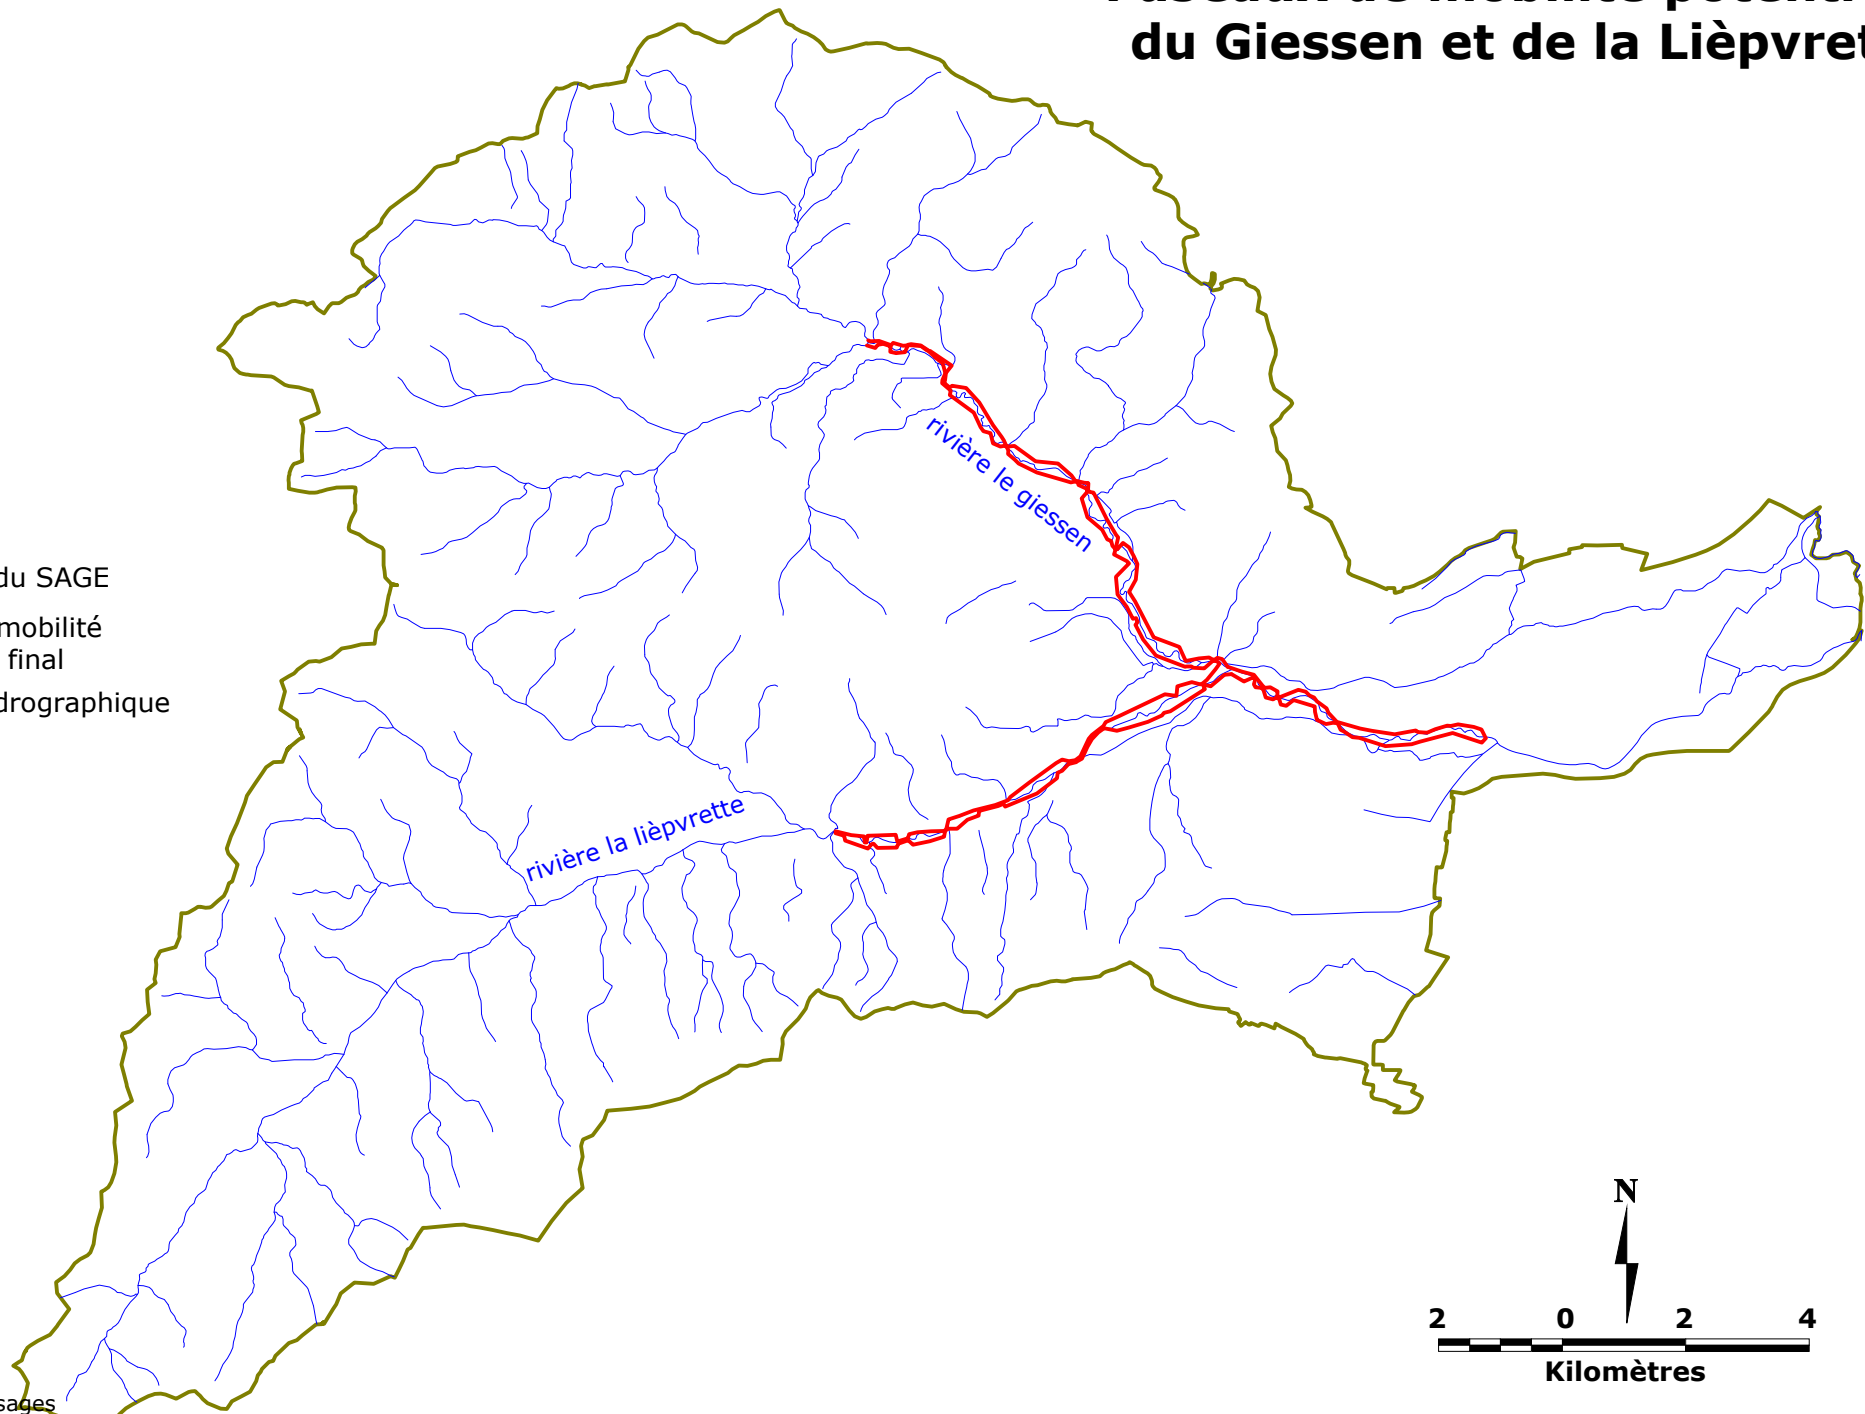 du Giessen et de la Lièpvret
rivière le giessen
du SAGE
mobilité
final
drographique
rivière la lièpvrette
N
2 0 2 4
Kilomètres
sages